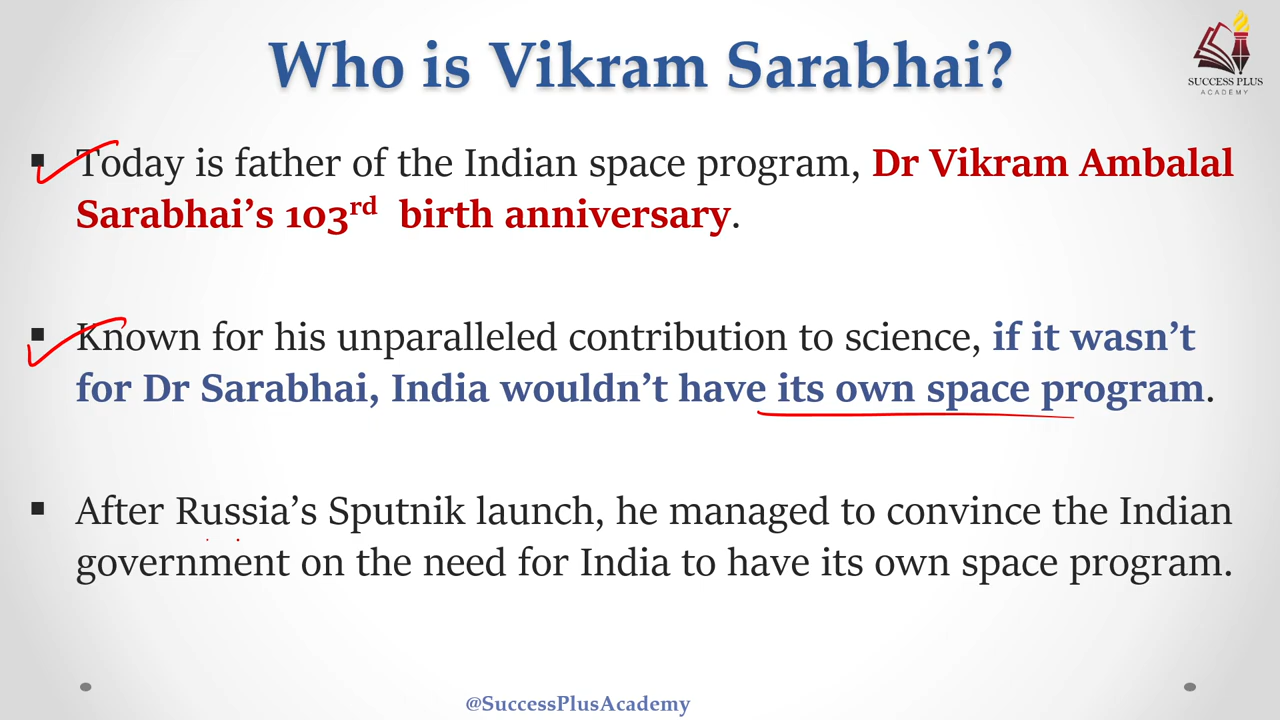 Who is Vikram Sarabhai?
SUCCESS PLUS
ACADEMY
▪ Today is father of the Indian space program, Dr Vikram Ambalal
Sarabhai’s 103rd birth anniversary.
▪ Known for his unparalleled contribution to science, if it wasn’t
for Dr Sarabhai, India wouldn’t have its own space program.
▪ After Russia’s Sputnik launch, he managed to convince the Indian
government on the need for India to have its own space program.
@SuccessPlusAcademy